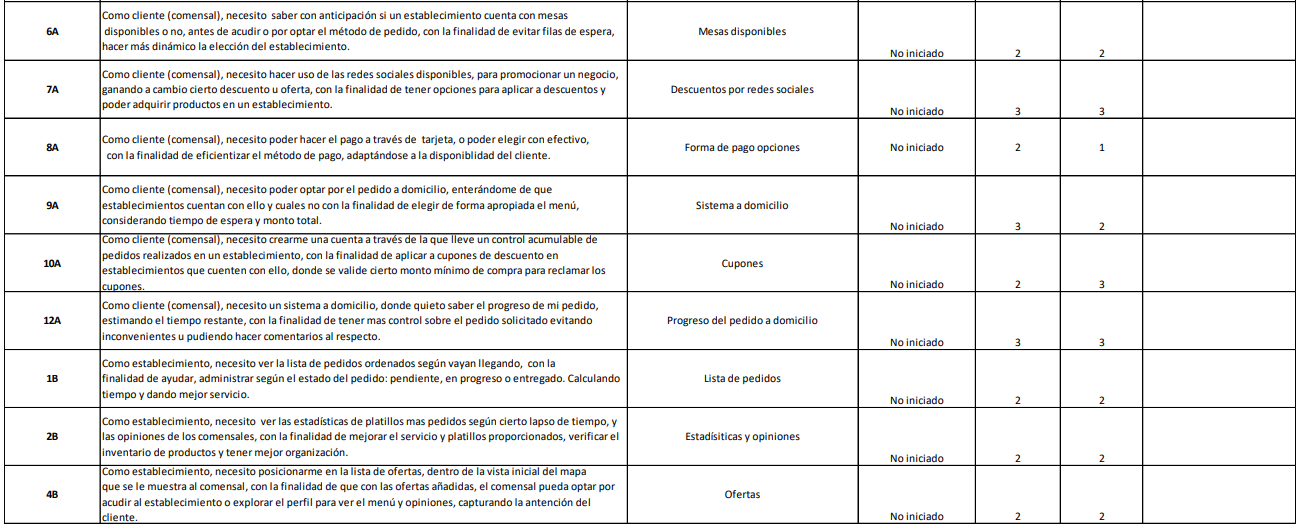 6A
Como cliente (comensal), necesito  saber con anticipación si un establecimiento cuenta con mesas
disponibles o no, antes de acudir o por optar el método de pedido, con la finalidad de evitar filas de espera,
hacer más dinámico la elección del establecimiento.
Mesas disponibles
No iniciado
2
2
7A
Como cliente (comensal), necesito hacer uso de las redes sociales disponibles, para promocionar un negocio,
ganando a cambio cierto descuento u oferta, con la finalidad de tener opciones para aplicar a descuentos y
poder adquirir productos en un establecimiento.
Descuentos por redes sociales
No iniciado
3
3
8A
Como cliente (comensal), necesito poder hacer el pago a través de  tarjeta, o poder elegir con efectivo,
con la finalidad de eficientizar el método de pago, adaptándose a la disponiblidad del cliente.
Forma de pago opciones
No iniciado
2
1
9A
Como cliente (comensal), necesito poder optar por el pedido a domicilio, enterándome de que
establecimientos cuentan con ello y cuales no con la finalidad de elegir de forma apropiada el menú,
considerando tiempo de espera y monto total.
Sistema a domicilio
No iniciado
3
2
10A
Como cliente (comensal), necesito crearme una cuenta a través de la que lleve un control acumulable de
pedidos realizados en un establecimiento, con la finalidad de aplicar a cupones de descuento en
establecimientos que cuenten con ello, donde se valide cierto monto mínimo de compra para reclamar los
cupones.
Cupones
No iniciado
2
3
12A
Como cliente (comensal), necesito un sistema a domicilio, donde quieto saber el progreso de mi pedido,
estimando el tiempo restante, con la finalidad de tener mas control sobre el pedido solicitado evitando
inconvenientes u pudiendo hacer comentarios al respecto.
Progreso del pedido a domicilio
No iniciado
3
3
1B
Como establecimiento, necesito ver la lista de pedidos ordenados según vayan llegando,  con la
finalidad de ayudar, administrar según el estado del pedido: pendiente, en progreso o entregado. Calculando
tiempo y dando mejor servicio.
Lista de pedidos
No iniciado
2
2
2B
Como establecimiento, necesito  ver las estadísticas de platillos mas pedidos según cierto lapso de tiempo, y
las opiniones de los comensales, con la finalidad de mejorar el servicio y platillos proporcionados, verificar el
inventario de productos y tener mejor organización.
Estadísiticas y opiniones
No iniciado
2
2
4B
Como establecimiento, necesito posicionarme en la lista de ofertas, dentro de la vista inicial del mapa
que se le muestra al comensal, con la finalidad de que con las ofertas añadidas, el comensal pueda optar por
acudir al establecimiento o explorar el perfil para ver el menú y opiniones, capturando la antención del
cliente.
Ofertas
No iniciado
2
2